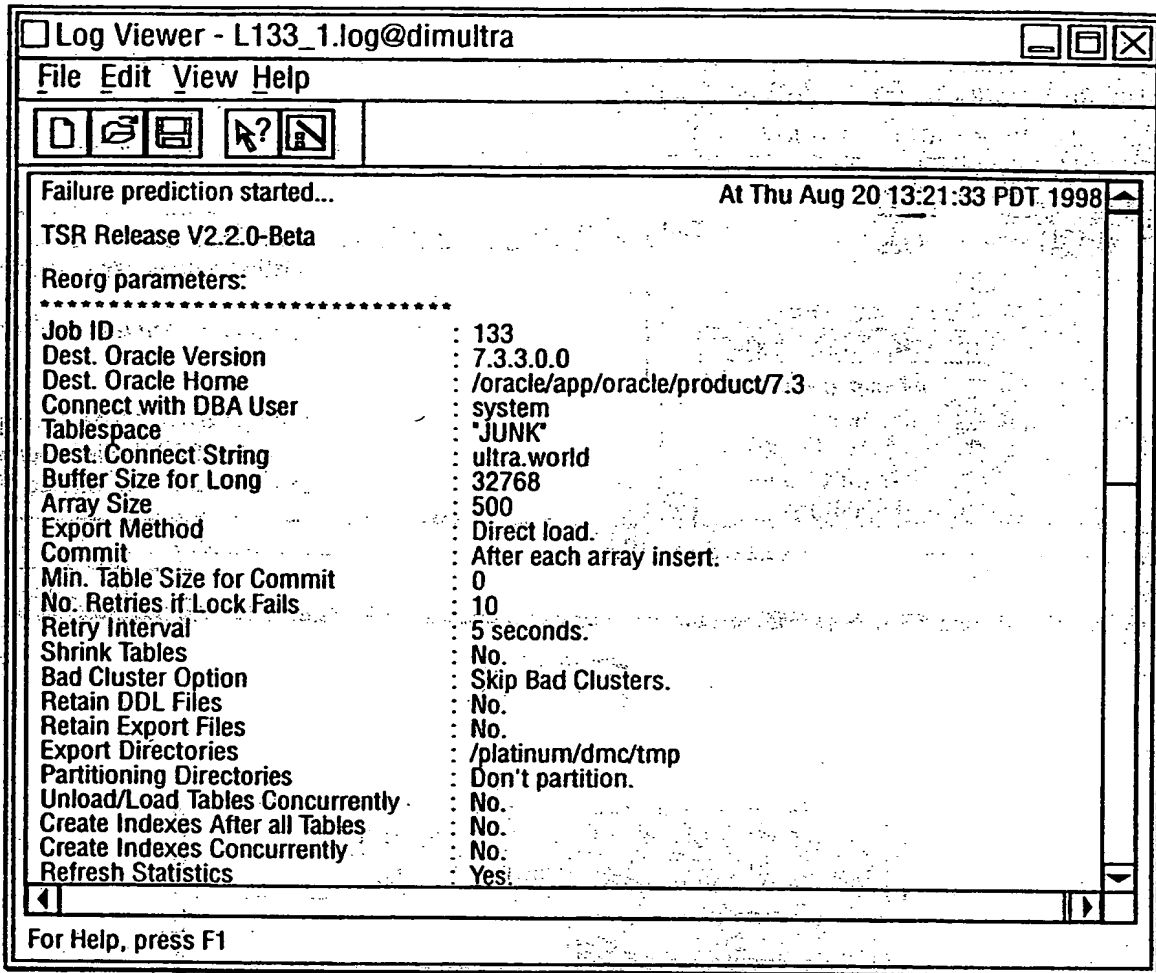 Log Viewer - L133_1.log@dimultra
File Edit View Help
Failure prediction started... At Thu Aug 20 13:21:33 PDT 1998
TSR Release V2.2.0-Beta
Reorg parameters:
******************************
Job ID : 133
Dest. Oracle Version : 7.3.3.0.0
Dest. Oracle Home : /oracle/app/oracle/product/7.3
Connect with DBA User : system
Tablespace : "JUNK"
Dest. Connect String : ultra.world
Buffer Size for Long : 32768
Array Size : 500
Export Method : Direct load.
Commit : After each array insert.
Min. Table Size for Commit : 0
No. Retries if Lock Fails : 10
Retry Interval : 5 seconds.
Shrink Tables : No.
Bad Cluster Option : Skip Bad Clusters.
Retain DDL Files : No.
Retain Export Files : No.
Export Directories : /platinum/dmc/tmp
Partitioning Directories : Don't partition.
Unload/Load Tables Concurrently : No.
Create Indexes After all Tables : No.
Create Indexes Concurrently : No.
Refresh Statistics : Yes.
For Help, press F1